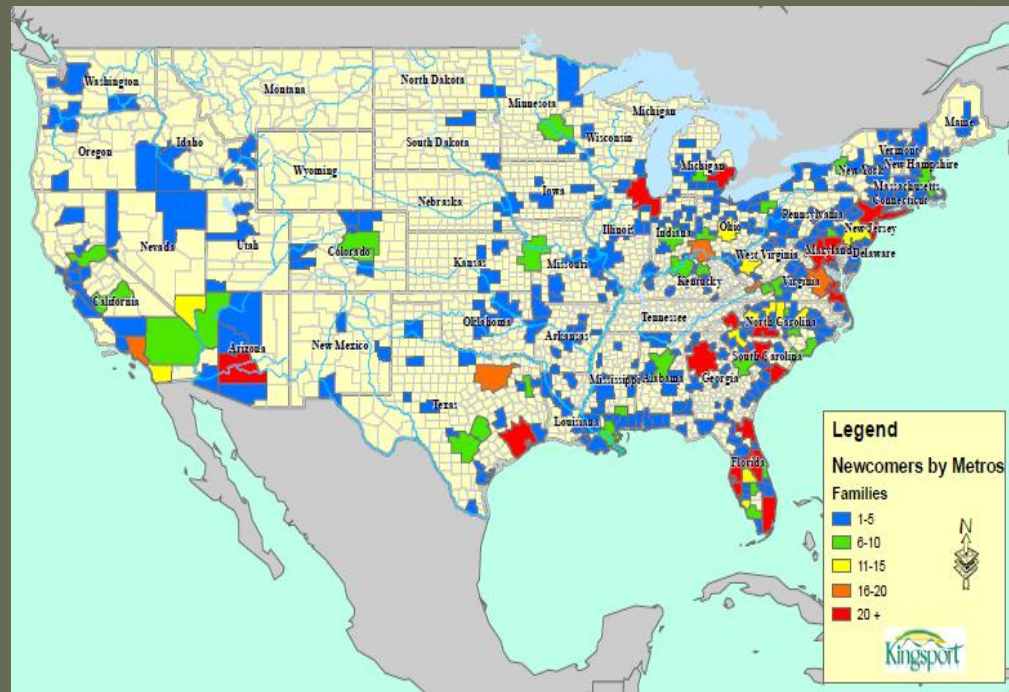 Washington
Montana
North Dakota
Minnesota
Michigan
Maine
Oregon
Idaho
South Dakota
Wisconsin
Vermont
Wyoming
Michigan
New York
New Hampshire
Massachusetts
Connecticut
Nebraska
Iowa
Nevada
Utah
Colorado
Illinois
Indiana
Ohio
Pennsylvania
New Jersey
Maryland
Delaware
Kansas
Missouri
West Virginia
Virginia
Kentucky
California
Arizona
New Mexico
Oklahoma
Arkansas
Tennessee
North Carolina
South Carolina
Texas
Louisiana
Mississippi
Alabama
Georgia
Florida
Legend
Newcomers by Metros
Families
1-5
6-10
11-15
16-20
20 +
N
Kingsport